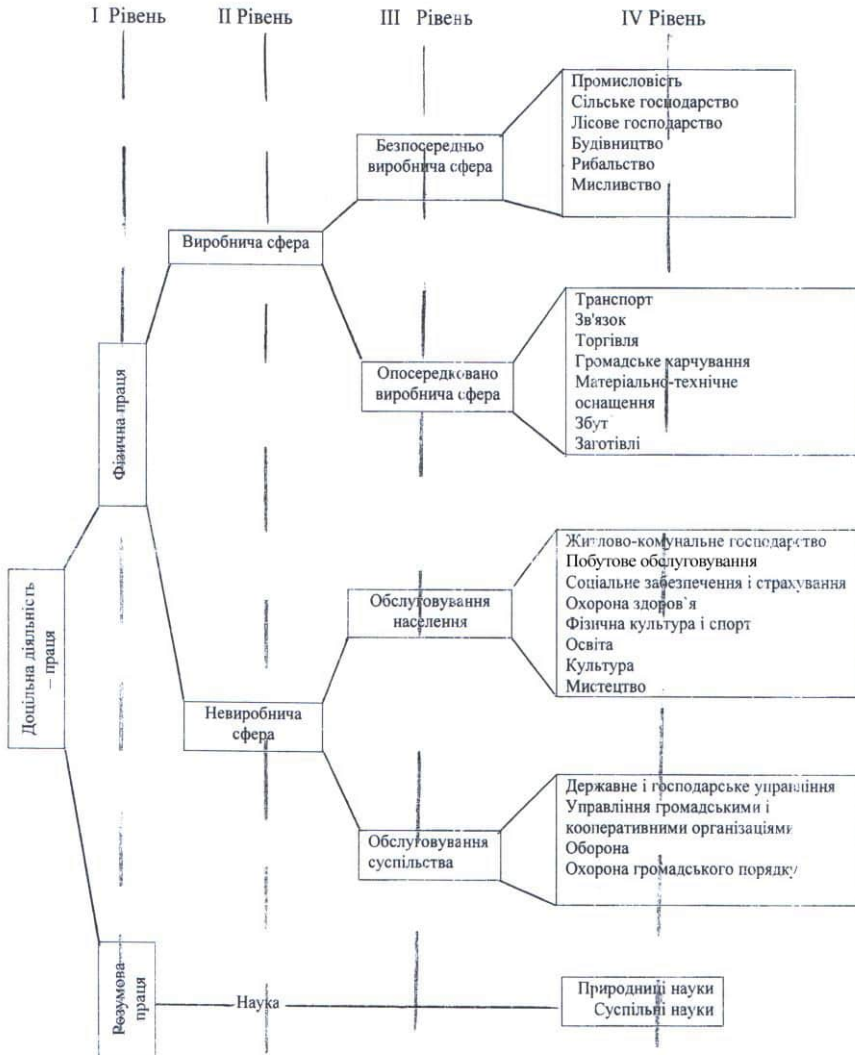 I Рівень
II Рівень
III Рівень
IV Рівень
Промисловість
Сільське господарство
Лісове господарство
Будівництво
Рибальство
Мисливство
Безпосередньо
виробнича сфера
Виробнича сфера
Транспорт
Зв'язок
Торгівля
Громадське харчування
Матеріально-технічне
оснащення
Збут
Заготівлі
Опосередковано
виробнича сфера
Фізична праця
Житлово-комунальне господарство
Побутове обслуговування
Соціальне забезпечення і страхування
Охорона здоров`я
Фізична культура і спорт
Освіта
Культура
Мистецтво
Обслуговування
населення
Доцільна діяльність
– праця
Невиробнича
сфера
Державне і господарське управління
Управління громадськими і
кооперативними організаціями
Оборона
Охорона громадського порядку
Обслуговування
суспільства
Розумова
праця
Наука
Природничі науки
Суспільні науки